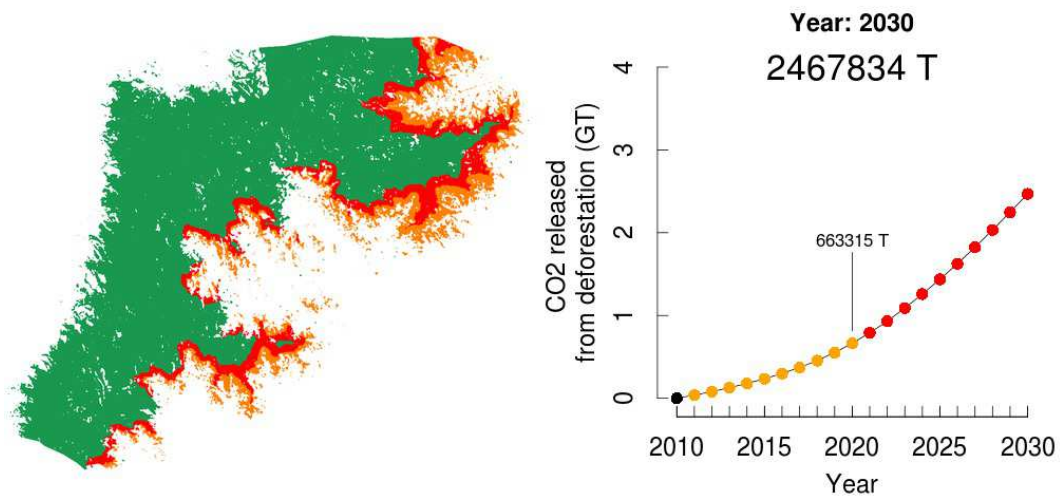 Year: 2030
2467834 T
4
3
2
1
0
CO2 released
from deforestation (GT)
663315 T
2010
2015
2020
2025
2030
Year